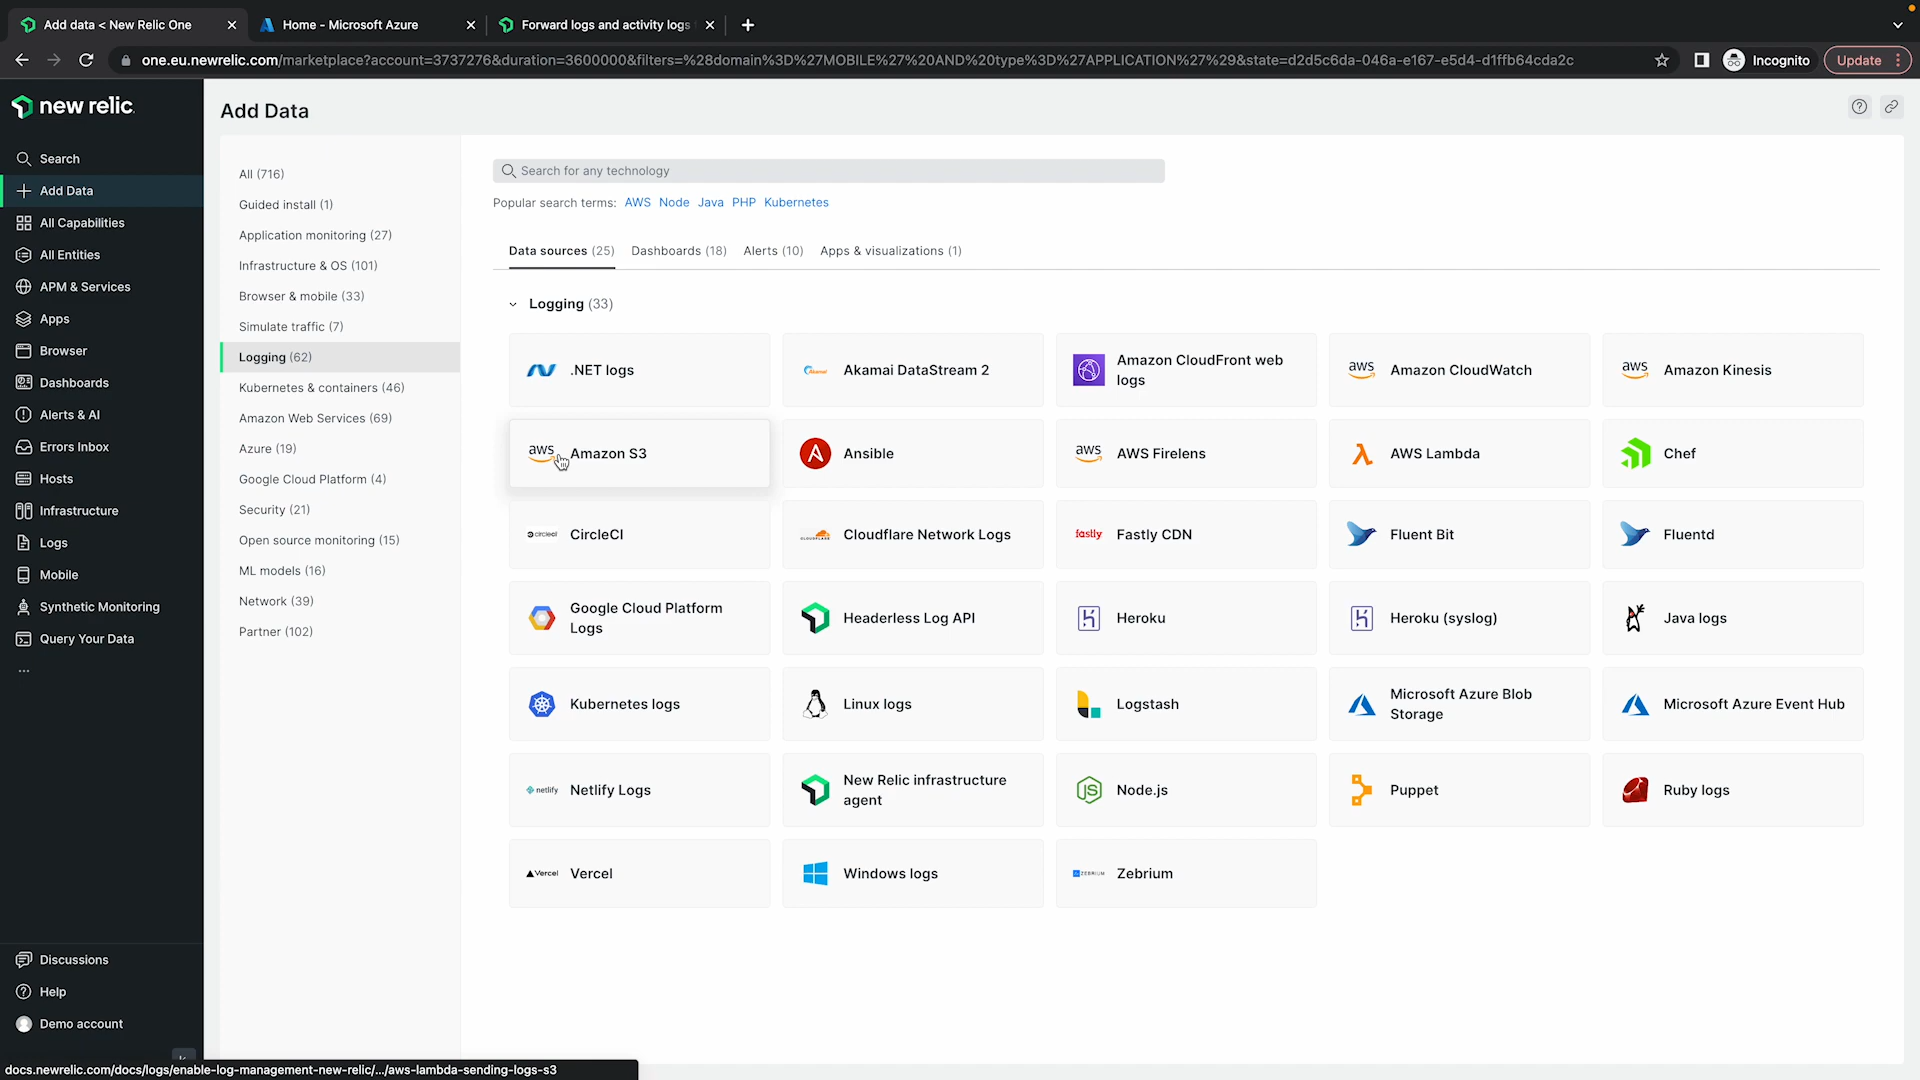 Add data < New Relic One
Home - Microsoft Azure
Forward logs and activity logs
one.eu.newrelic.com/marketplace?account=3737276&duration=3600000&filters=%28domain%3D%27MOBILE%27%20AND%20type%3D%27APPLICATION%27%29&state=d2d5c6da-046a-e167-e5d4-d1ffb64cda2c
Incognito
Update
new relic.
Search
Add Data
All Capabilities
All Entities
APM & Services
Apps
Browser
Dashboards
Alerts & AI
Errors Inbox
Hosts
Infrastructure
Logs
Mobile
Synthetic Monitoring
Query Your Data
...
Discussions
Help
Demo account
Add Data
All (716)
Guided install (1)
Application monitoring (27)
Infrastructure & OS (101)
Browser & mobile (33)
Simulate traffic (7)
Logging (62)
Kubernetes & containers (46)
Amazon Web Services (69)
Azure (19)
Google Cloud Platform (4)
Security (21)
Open source monitoring (15)
ML models (16)
Network (39)
Partner (102)
Search for any technology
Popular search terms: AWS Node Java PHP Kubernetes
Data sources (25) Dashboards (18) Alerts (10) Apps & visualizations (1)
Logging (33)
.NET logs
Akamai
Akamai DataStream 2
Amazon CloudFront web
logs
aws
Amazon CloudWatch
aws
Amazon Kinesis
aws
Amazon S3
Ansible
aws
AWS Firelens
AWS Lambda
Chef
circleci
CircleCI
CLOUDFLARE
Cloudflare Network Logs
fastly
Fastly CDN
Fluent Bit
Fluentd
Google Cloud Platform
Logs
Headerless Log API
Heroku
Heroku (syslog)
Java logs
Kubernetes logs
Linux logs
Logstash
Microsoft Azure Blob
Storage
Microsoft Azure Event Hub
netlify
Netlify Logs
New Relic infrastructure
agent
Node.js
Puppet
Ruby logs
Vercel
Vercel
Windows logs
ZEBRIUM
Zebrium
docs.newrelic.com/docs/logs/enable-log-management-new-relic/.../aws-lambda-sending-logs-s3